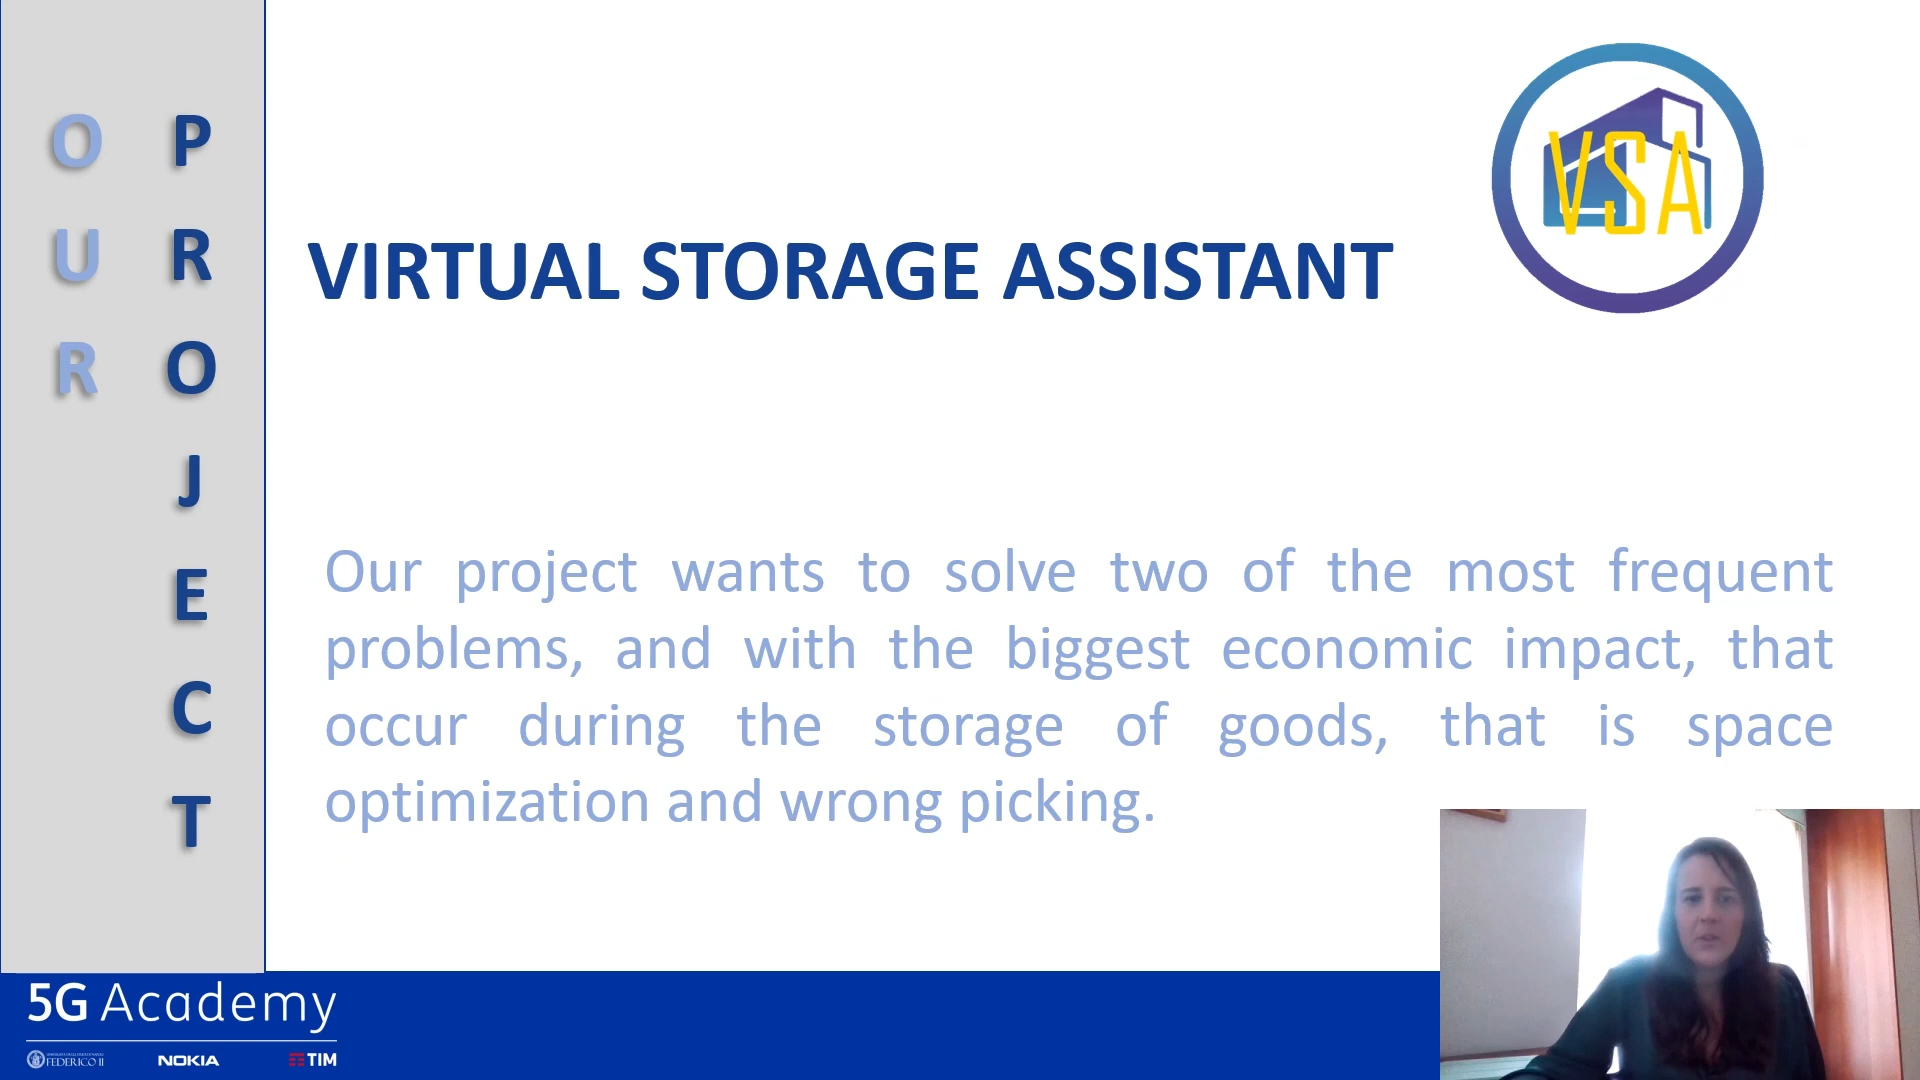 OUR
PROJECT
VSA
VIRTUAL STORAGE ASSISTANT
Our project wants to solve two of the most frequent
problems, and with the biggest economic impact, that
occur during the storage of goods, that is space
optimization and wrong picking.
5G Academy
FEDERICO II
NOKIA
TIM